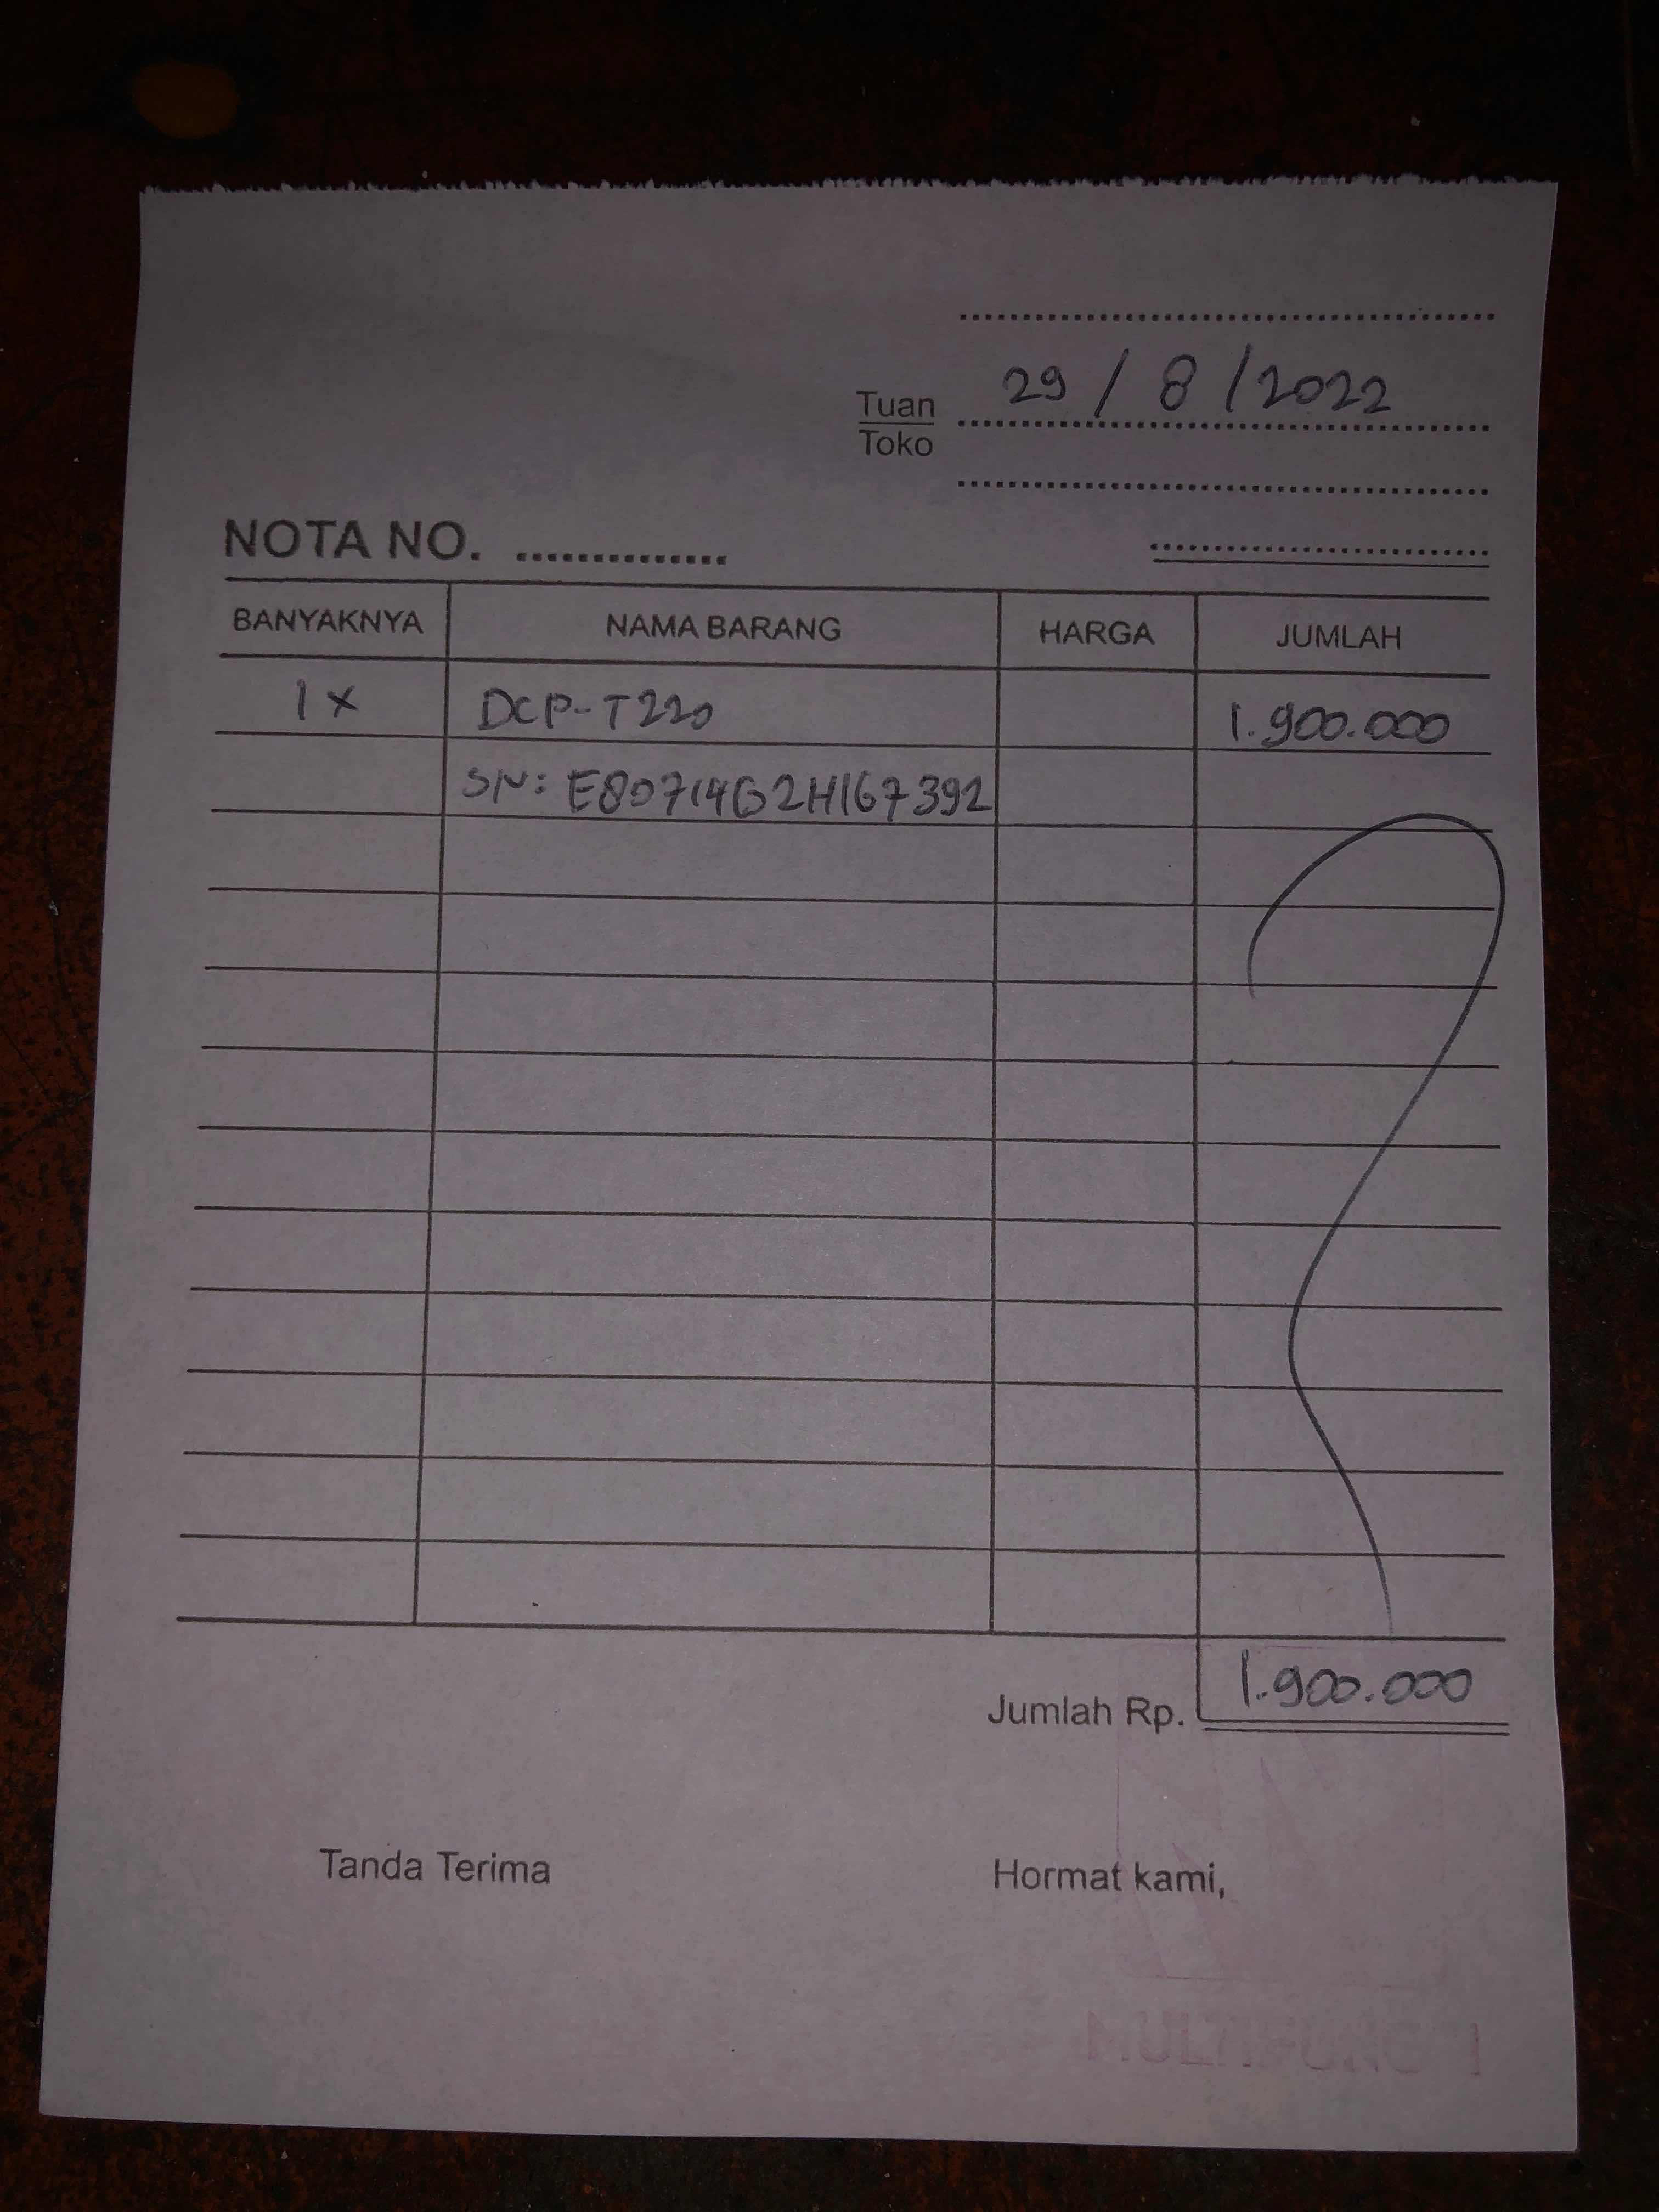 29 / 8 / 2022
Tuan
Toko
NOTA NO. ..............
BANYAKNYA NAMA BARANG HARGA JUMLAH
1x DCP-T220 1.900.000
SN: E80714G2H167392
Jumlah Rp. 1.900.000
Tanda Terima Hormat kami,